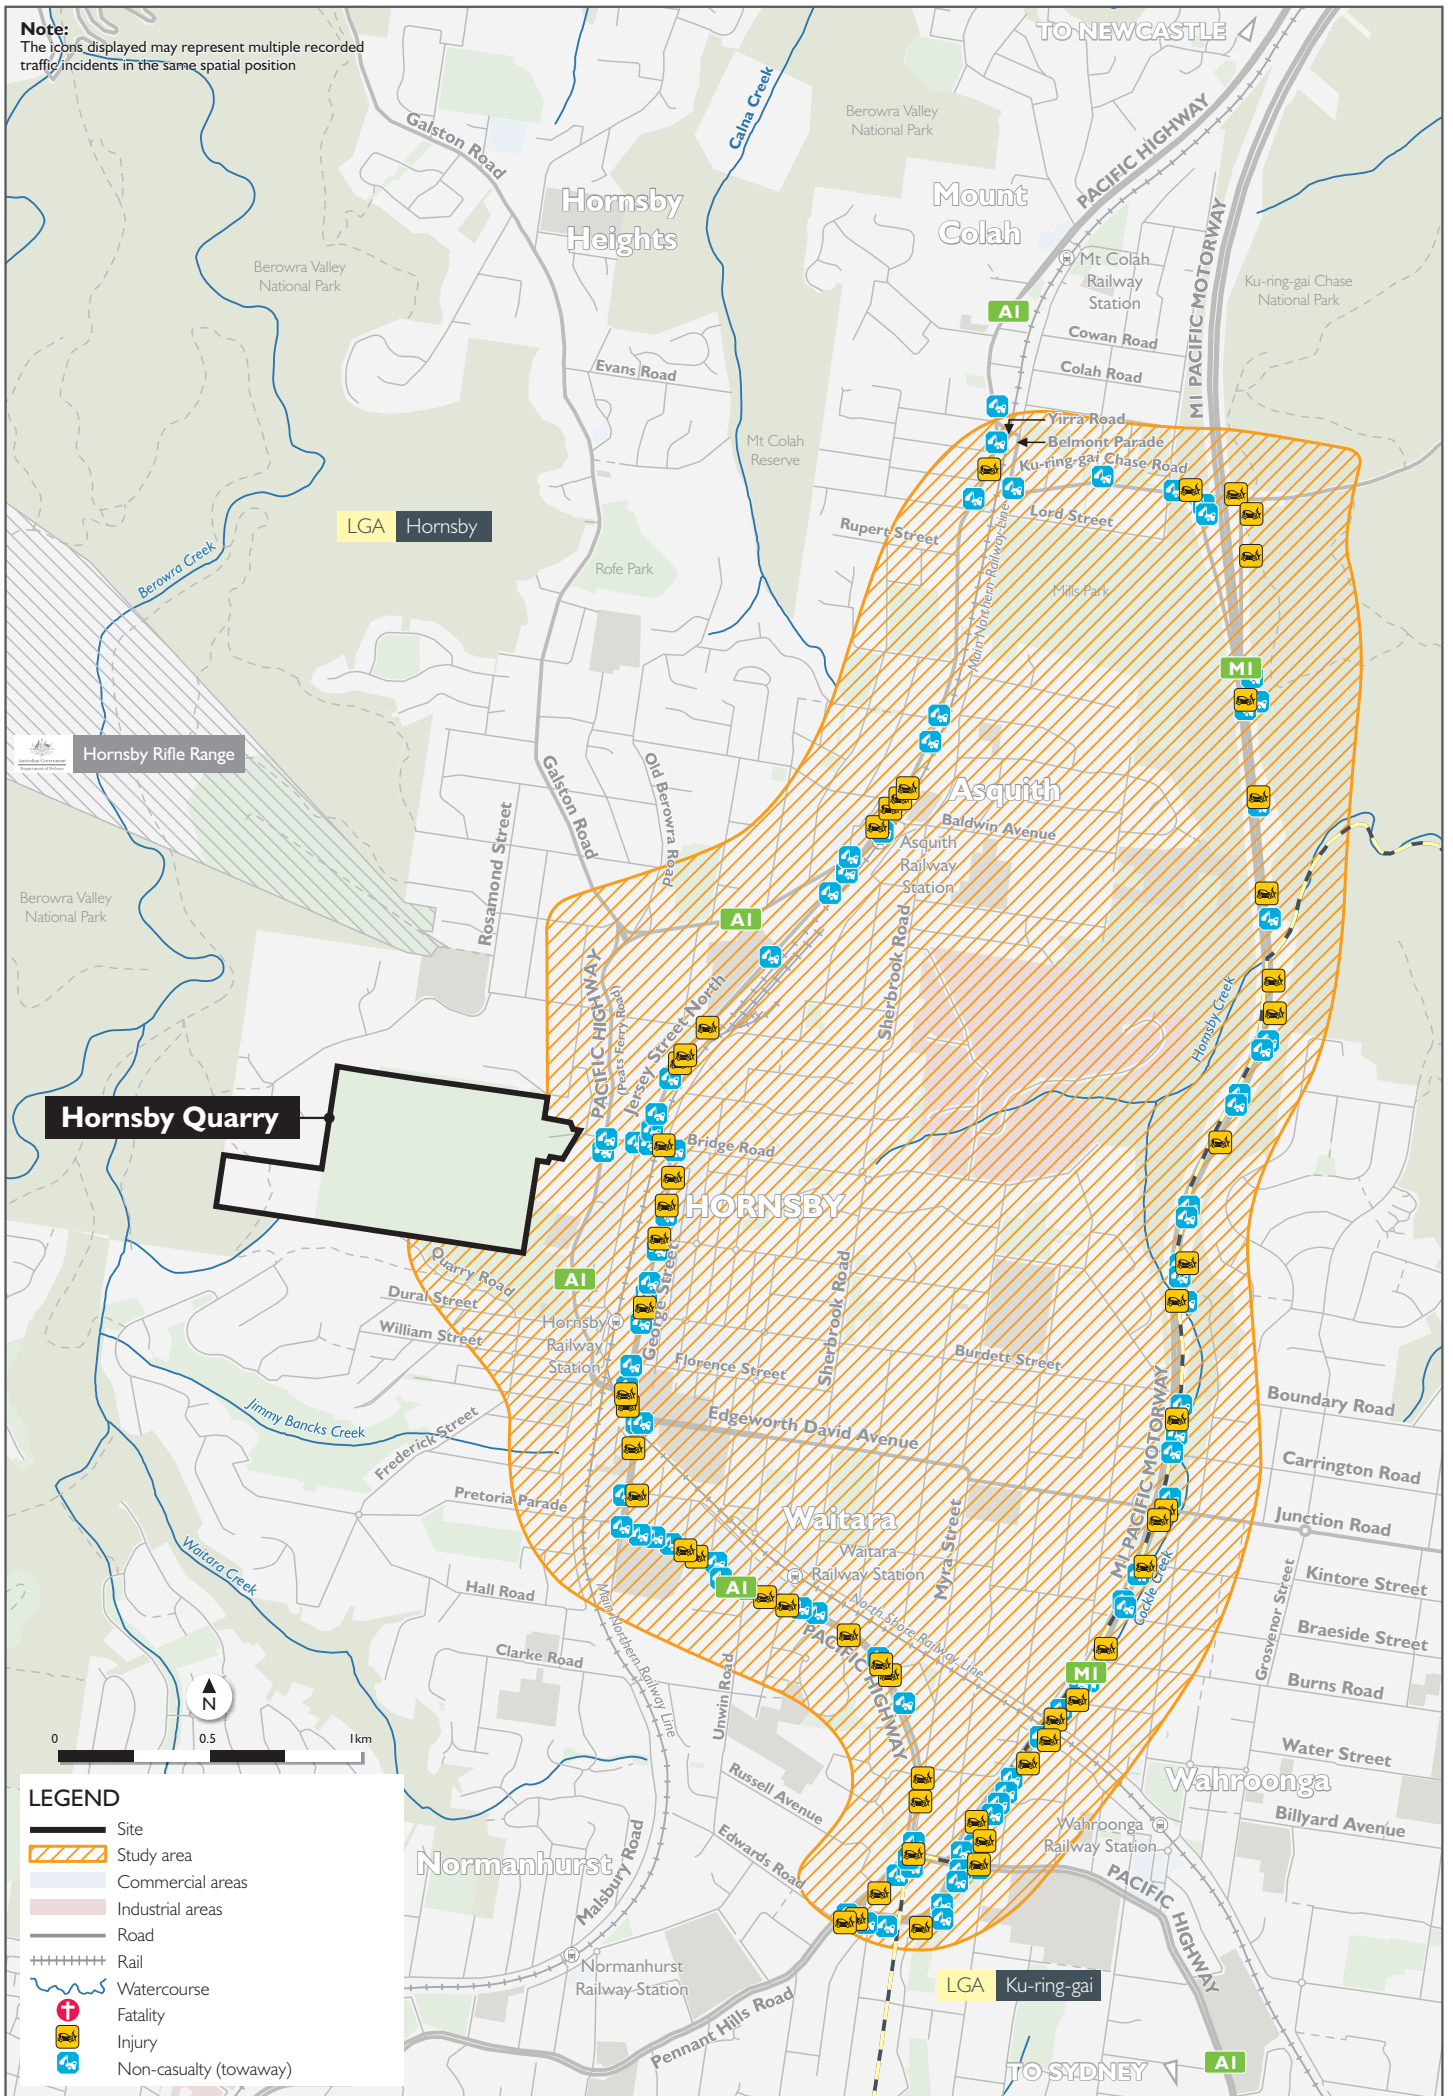 Note:
The icons displayed may represent multiple recorded
traffic incidents in the same spatial position
TO NEWCASTLE
Calna Creek
Berowra Valley
National Park
PACIFIC HIGHWAY
Galston Road
Hornsby
Heights
Mount
Colah
Mt Colah
Railway
Station
M1 PACIFIC MOTORWAY
Berowra Valley
National Park
Ku-ring-gai Chase
National Park
A1
Cowan Road
Colah Road
Evans Road
Yirra Road
Belmont Parade
Ku-ring-gai Chase Road
Mt Colah
Reserve
Lord Street
Rupert Street
LGA Hornsby
Berowra Creek
Rofe Park
Mills Park
Main Northern Railway Line
M1
Australian Government
Department of Defence
Hornsby Rifle Range
Galston Road
Old Berowra Road
Asquith
Baldwin Avenue
Asquith
Railway
Station
Rosamond Street
Berowra Valley
National Park
A1
Sherbrook Road
PACIFIC HIGHWAY
(Peats Ferry Road)
Jersey Street North
Hornsby Creek
Hornsby Quarry
Bridge Road
HORNSBY
Quarry Road
A1
Dural Street
William Street
Hornsby
Railway
Station
George Street
Sherbrook Road
Florence Street
Burdett Street
Boundary Road
Jimmy Bancks Creek
Frederick Street
Edgeworth David Avenue
M1 PACIFIC MOTORWAY
Carrington Road
Pretoria Parade
Waitara
Junction Road
Waitara
Railway Station
Myra Street
Waitara Creek
Hall Road
A1
Cockle Creek
Kintore Street
Main Northern Railway Line
North Shore Railway Line
PACIFIC HIGHWAY
Grosvenor Street
Braeside Street
Clarke Road
M1
Burns Road
N
Unwin Road
0 0.5 1km
Water Street
Russell Avenue
Wahroonga
Billyard Avenue
Wahroonga
Railway Station
Edwards Road
Normanhurst
Malsbury Road
PACIFIC HIGHWAY
Normanhurst
Railway Station
LGA Ku-ring-gai
Pennant Hills Road
A1
TO SYDNEY
LEGEND
Site
Study area
Commercial areas
Industrial areas
Road
Rail
Watercourse
Fatality
Injury
Non-casualty (towaway)